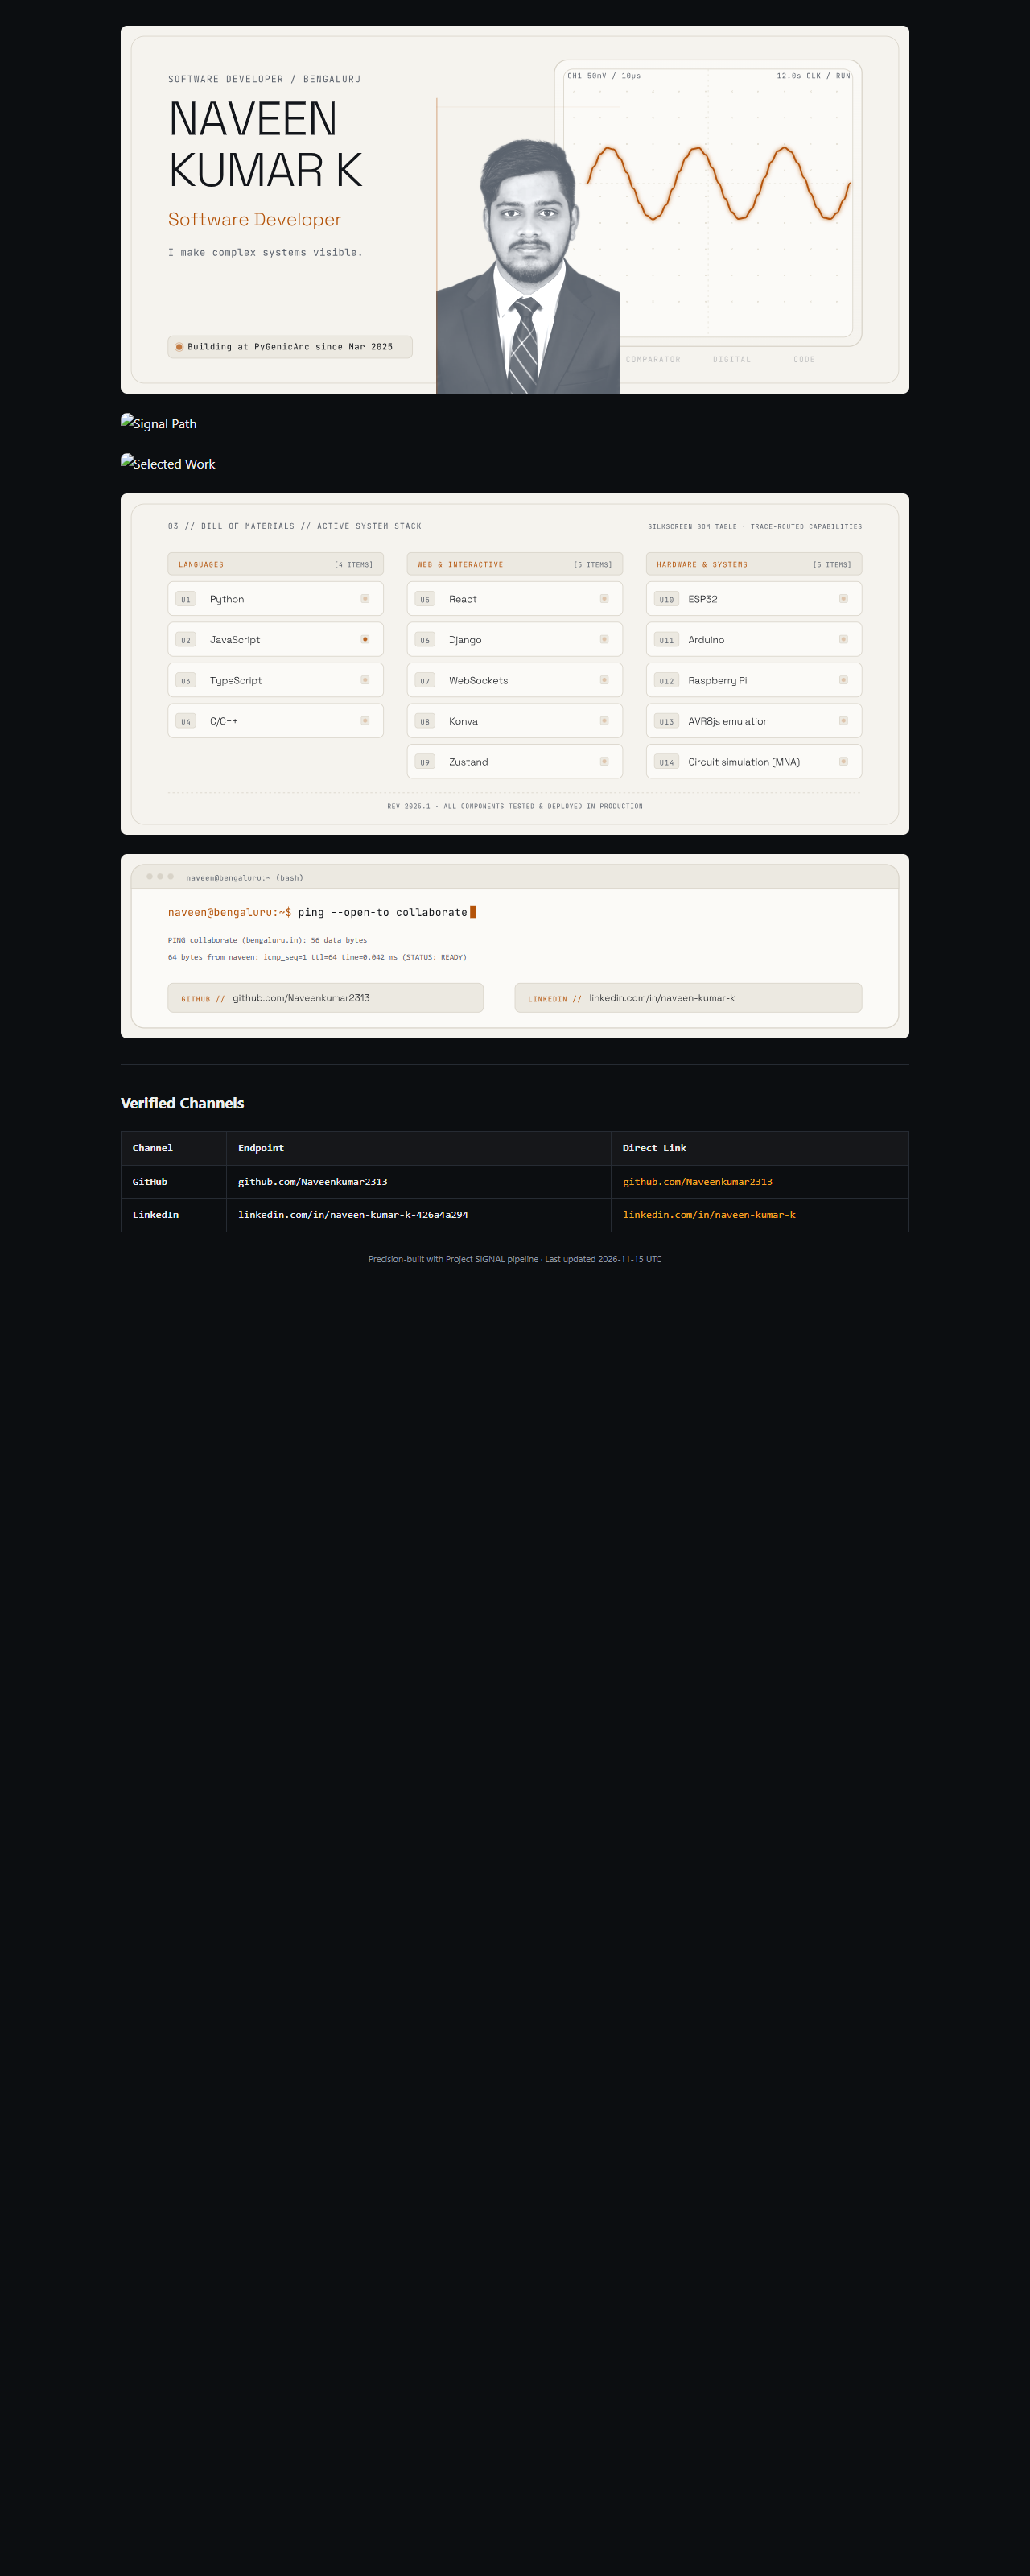 SOFTWARE DEVELOPER / BENGALURU
NAVEEN
KUMAR K
Software Developer
I make complex systems visible.
Building at PyGenicArc since Mar 2025
CH1 50mV / 10µs
12.0s CLK / RUN
COMPARATOR
DIGITAL
CODE
Signal Path
Selected Work
03 // BILL OF MATERIALS // ACTIVE SYSTEM STACK
SILKSCREEN BOM TABLE · TRACE-ROUTED CAPABILITIES
LANGUAGES [4 ITEMS]
U1 Python
U2 JavaScript
U3 TypeScript
U4 C/C++
WEB & INTERACTIVE [5 ITEMS]
U5 React
U6 Django
U7 WebSockets
U8 Konva
U9 Zustand
HARDWARE & SYSTEMS [5 ITEMS]
U10 ESP32
U11 Arduino
U12 Raspberry Pi
U13 AVR8js emulation
U14 Circuit simulation (MNA)
REV 2025.1 · ALL COMPONENTS TESTED & DEPLOYED IN PRODUCTION
naveen@bengaluru:~ (bash)
naveen@bengaluru:~$ ping --open-to collaborate
PING collaborate (bengaluru.in): 56 data bytes
64 bytes from naveen: icmp_seq=1 ttl=64 time=0.042 ms (STATUS: READY)
GITHUB // github.com/Naveenkumar2313
LINKEDIN // linkedin.com/in/naveen-kumar-k
Verified Channels
Channel Endpoint Direct Link
GitHub github.com/Naveenkumar2313 github.com/Naveenkumar2313
LinkedIn linkedin.com/in/naveen-kumar-k-426a4a294 linkedin.com/in/naveen-kumar-k
Precision-built with Project SIGNAL pipeline · Last updated 2026-11-15 UTC